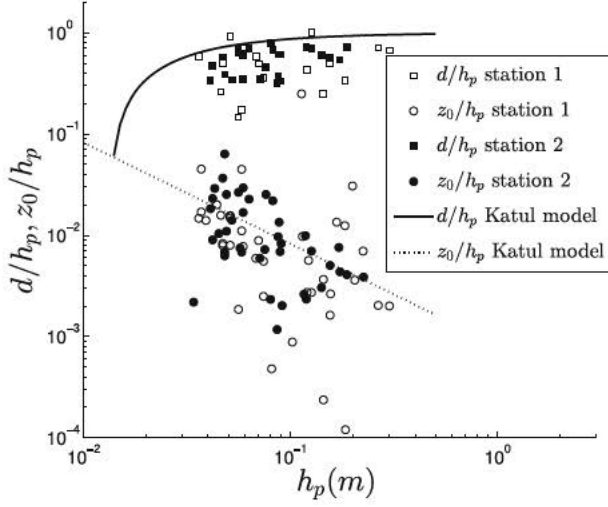 10^0
10^{-1}
10^{-2}
10^{-3}
10^{-4}
10^{-2}
10^{-1}
10^0
d/h_p, z_0/h_p
h_p(m)
d/h_p station 1
z_0/h_p station 1
d/h_p station 2
z_0/h_p station 2
d/h_p Katul model
z_0/h_p Katul model